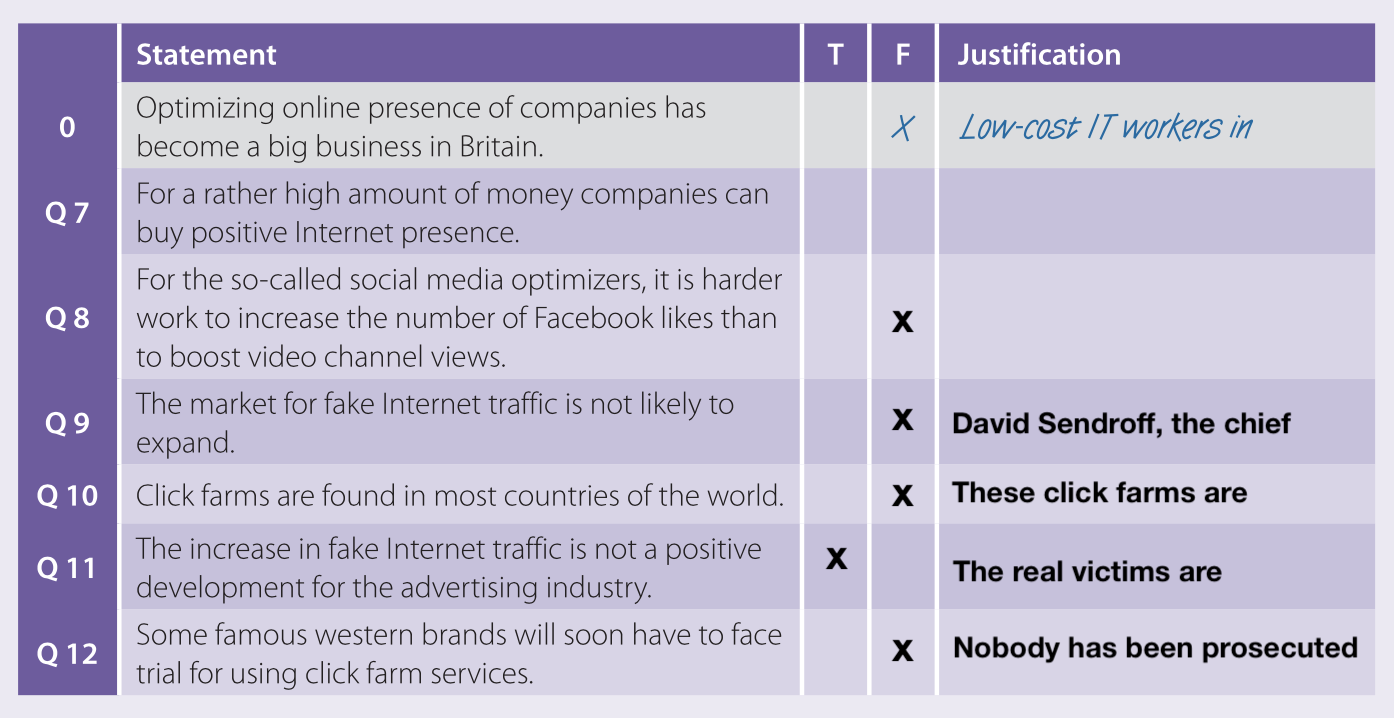 Statement T F Justification
0 Optimizing online presence of companies has
become a big business in Britain. X Low-cost IT workers in
Q 7 For a rather high amount of money companies can
buy positive Internet presence.
Q 8 For the so-called social media optimizers, it is harder
work to increase the number of Facebook likes than
to boost video channel views. X
Q 9 The market for fake Internet traffic is not likely to
expand. X David Sendroff, the chief
Q 10 Click farms are found in most countries of the world. X These click farms are
Q 11 The increase in fake Internet traffic is not a positive
development for the advertising industry. X The real victims are
Q 12 Some famous western brands will soon have to face
trial for using click farm services. X Nobody has been prosecuted